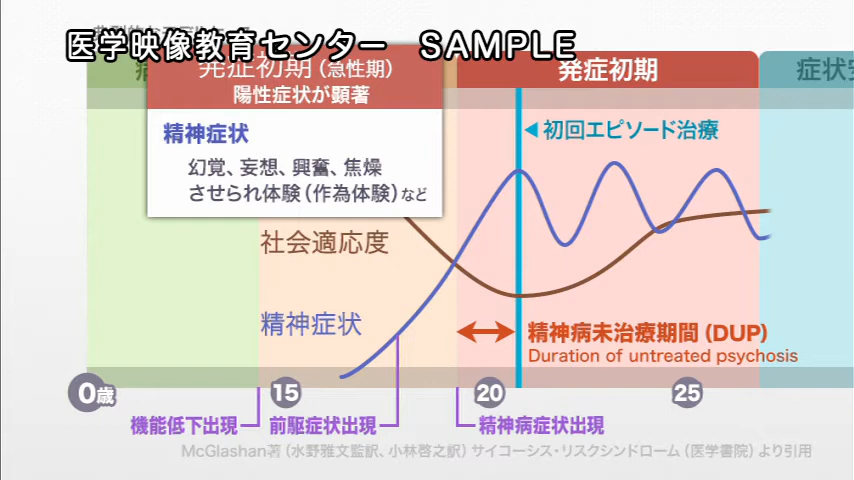 医学映像教育センター　SAMPLE
発症初期（急性期）
陽性症状が顕著
発症初期
精神症状
幻覚、妄想、興奮、焦燥
させられ体験（作為体験）など
初回エピソード治療
社会適応度
精神症状
精神病未治療期間（DUP）
Duration of untreated psychosis
0歳
15
20
25
機能低下出現
前駆症状出現
精神病症状出現
McGlashan著（水野雅文監訳、小林啓之訳）サイコーシス・リスクシンドローム（医学書院）より引用